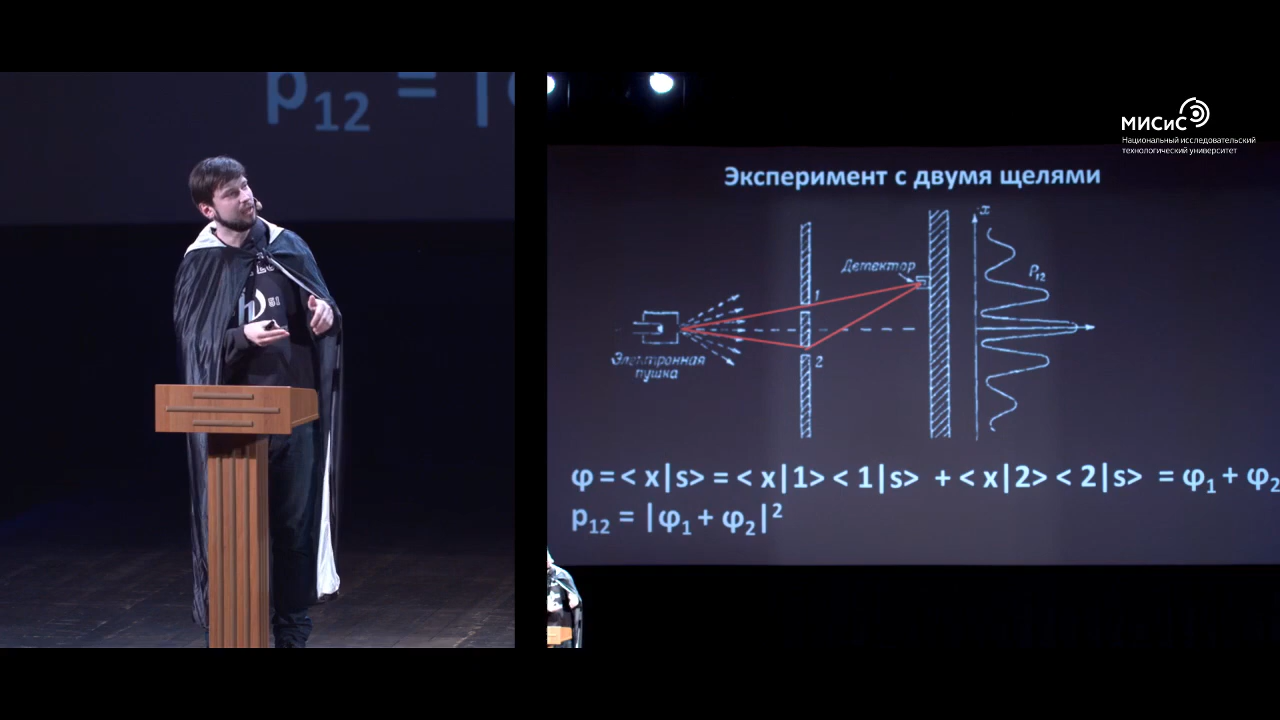 p₁₂ = |
МИСиС
Национальный исследовательский
технологический университет
Эксперимент с двумя щелями
x
Детектор
P₁₂
1
Электронная
пушка
2
φ = < x|s> = < x|1> < 1|s> + < x|2> < 2|s> = φ₁ + φ₂
p₁₂ = |φ₁ + φ₂|²